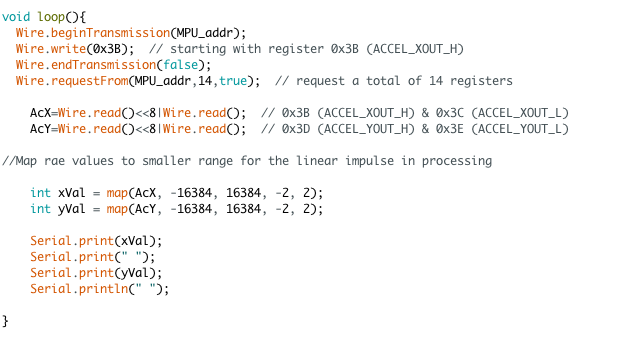 void loop(){
  Wire.beginTransmission(MPU_addr);
  Wire.write(0x3B);  // starting with register 0x3B (ACCEL_XOUT_H)
  Wire.endTransmission(false);
  Wire.requestFrom(MPU_addr,14,true);  // request a total of 14 registers
    AcX=Wire.read()<<8|Wire.read();  // 0x3B (ACCEL_XOUT_H) & 0x3C (ACCEL_XOUT_L)
    AcY=Wire.read()<<8|Wire.read();  // 0x3D (ACCEL_YOUT_H) & 0x3E (ACCEL_YOUT_L)
//Map rae values to smaller range for the linear impulse in processing
    int xVal = map(AcX, -16384, 16384, -2, 2);
    int yVal = map(AcY, -16384, 16384, -2, 2);
    Serial.print(xVal);
    Serial.print(" ");
    Serial.print(yVal);
    Serial.println(" ");
}